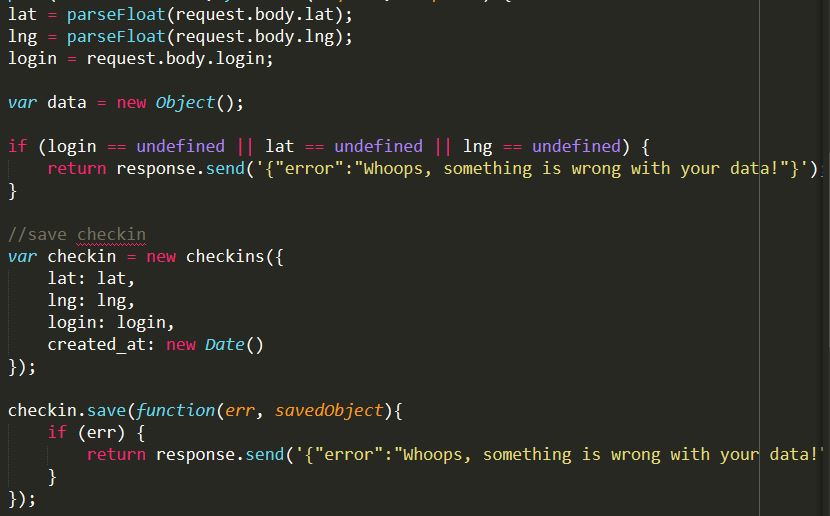 lat = parseFloat(request.body.lat);
lng = parseFloat(request.body.lng);
login = request.body.login;
var data = new Object();
if (login == undefined || lat == undefined || lng == undefined) {
return response.send('{"error":"Whoops, something is wrong with your data!"}')
}
//save checkin
var checkin = new checkins({
lat: lat,
lng: lng,
login: login,
created_at: new Date()
});
checkin.save(function(err, savedObject){
if (err) {
return response.send('{"error":"Whoops, something is wrong with your data!"
}
});